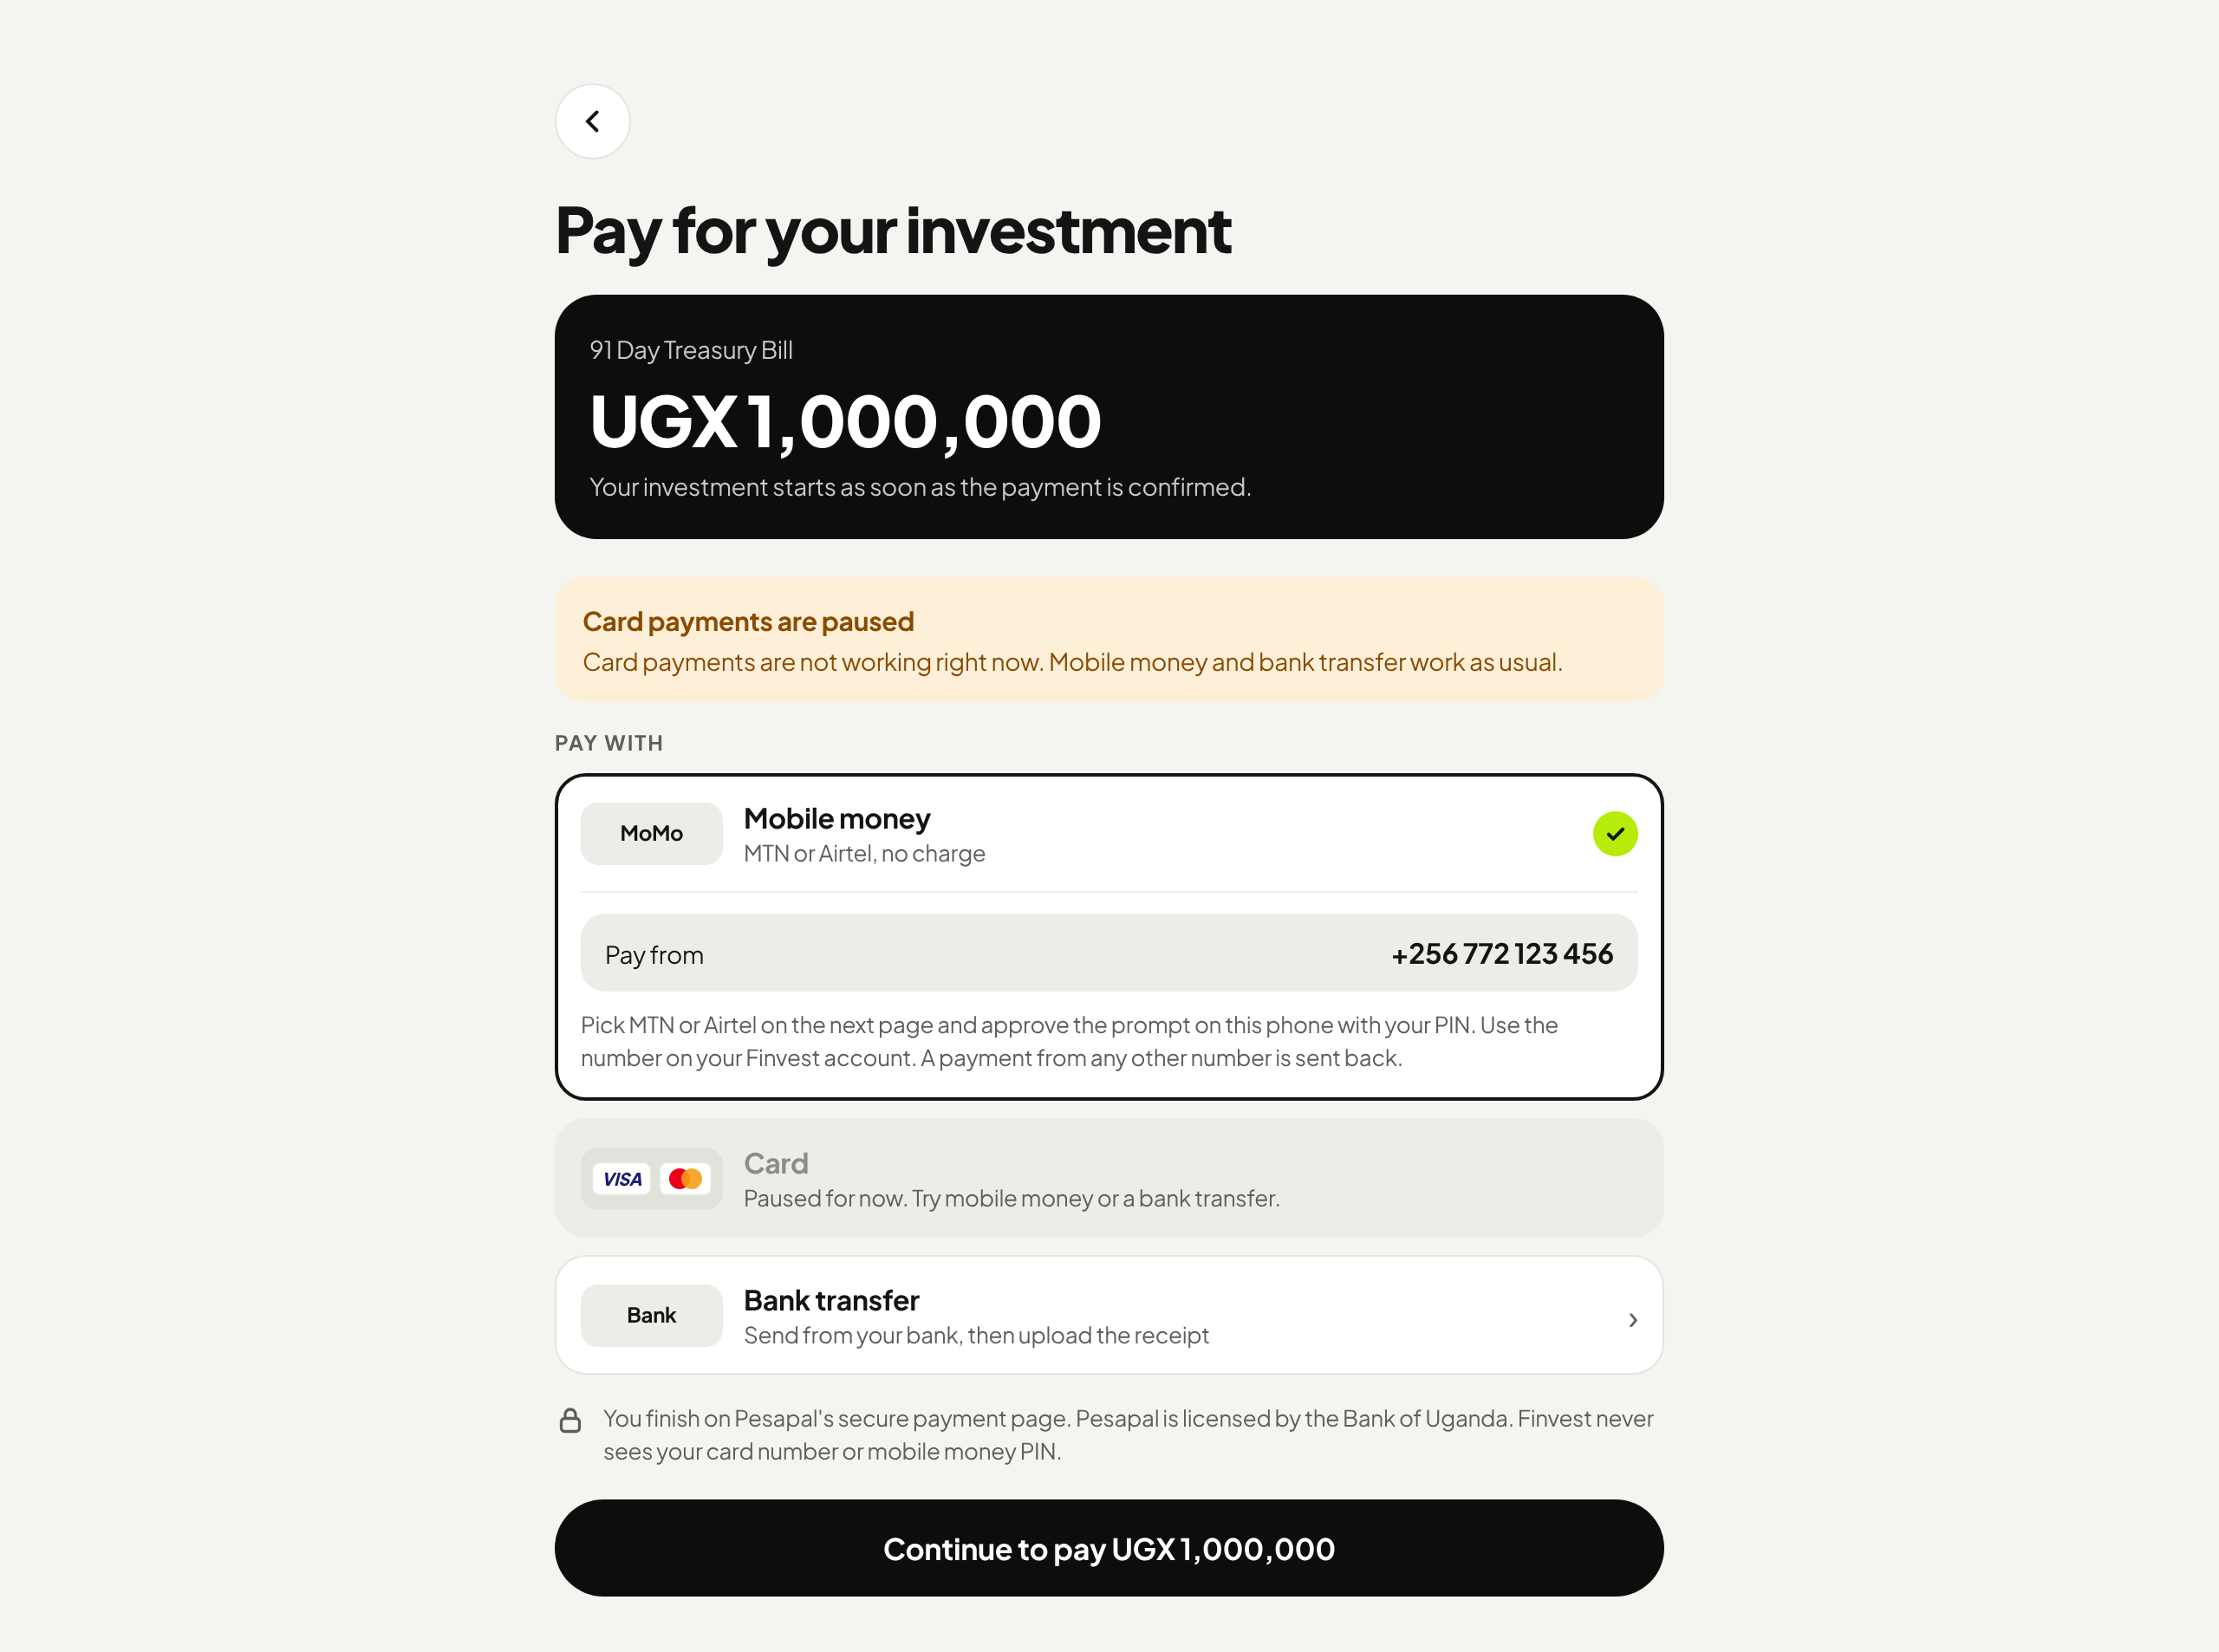 Pay for your investment
91 Day Treasury Bill
UGX 1,000,000
Your investment starts as soon as the payment is confirmed.
Card payments are paused
Card payments are not working right now. Mobile money and bank transfer work as usual.
PAY WITH
MoMo
Mobile money
MTN or Airtel, no charge
Pay from
+256 772 123 456
Pick MTN or Airtel on the next page and approve the prompt on this phone with your PIN. Use the
number on your Finvest account. A payment from any other number is sent back.
VISA
Card
Paused for now. Try mobile money or a bank transfer.
Bank
Bank transfer
Send from your bank, then upload the receipt
You finish on Pesapal's secure payment page. Pesapal is licensed by the Bank of Uganda. Finvest never
sees your card number or mobile money PIN.
Continue to pay UGX 1,000,000